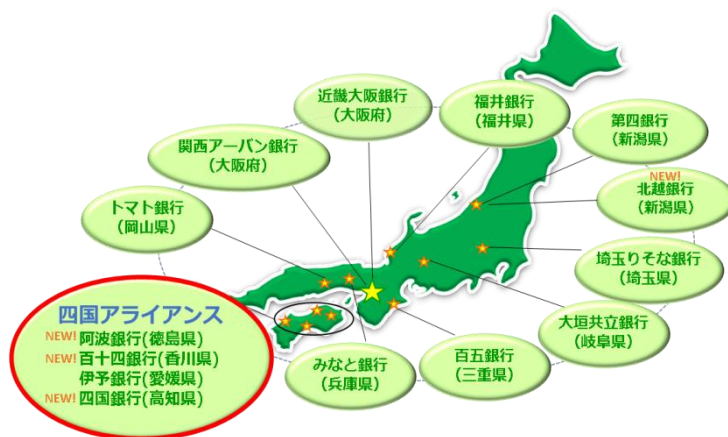 近畿大阪銀行
(大阪府)
福井銀行
(福井県)
第四銀行
(新潟県)
関西アーバン銀行
(大阪府)
NEW!
北越銀行
(新潟県)
トマト銀行
(岡山県)
埼玉りそな銀行
(埼玉県)
四国アライアンス
NEW! 阿波銀行(徳島県)
NEW! 百十四銀行(香川県)
伊予銀行(愛媛県)
NEW! 四国銀行(高知県)
大垣共立銀行
(岐阜県)
みなと銀行
(兵庫県)
百五銀行
(三重県)